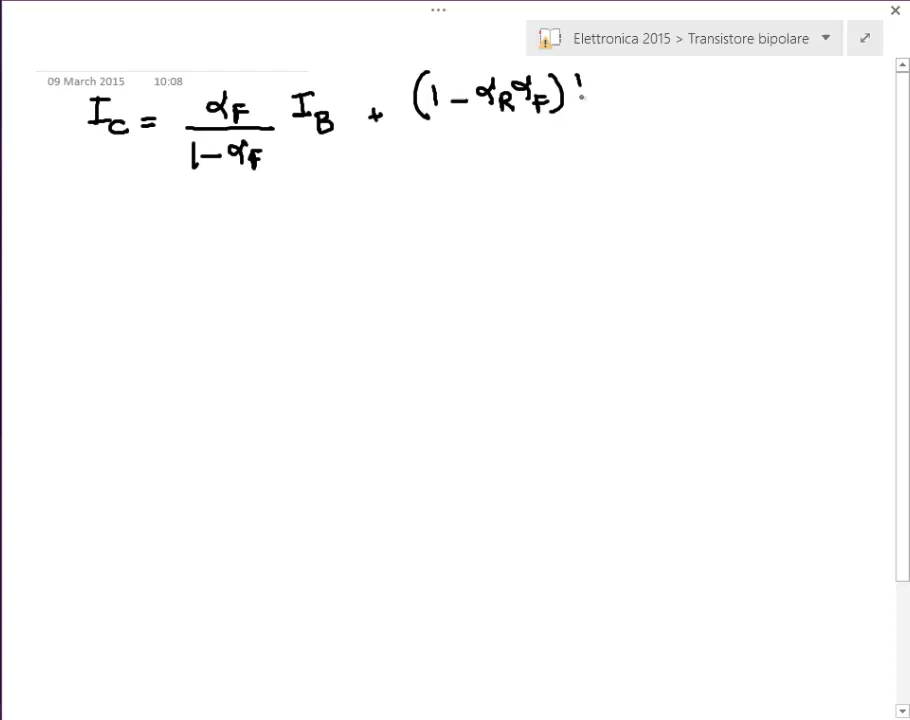 Elettronica 2015 > Transistore bipolare
09 March 2015 10:08
I_C = α_F / (1 - α_F) I_B + (1 - α_R α_F)